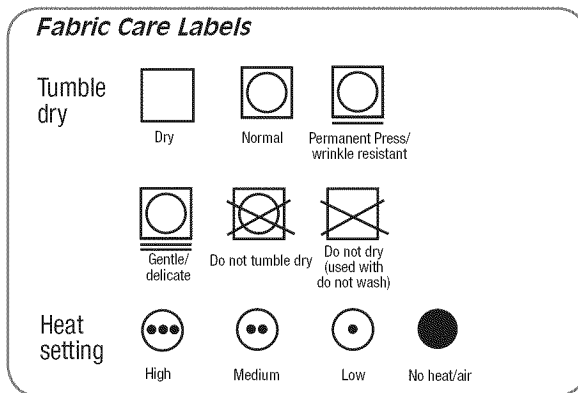 Fabric Care Labels
Tumble
dry
Dry
Normal
Permanent Press/
wrinkle resistant
Gentle/
delicate
Do not tumble dry
Do not dry
(used with
do not wash)
Heat
setting
High
Medium
Low
No heat/air